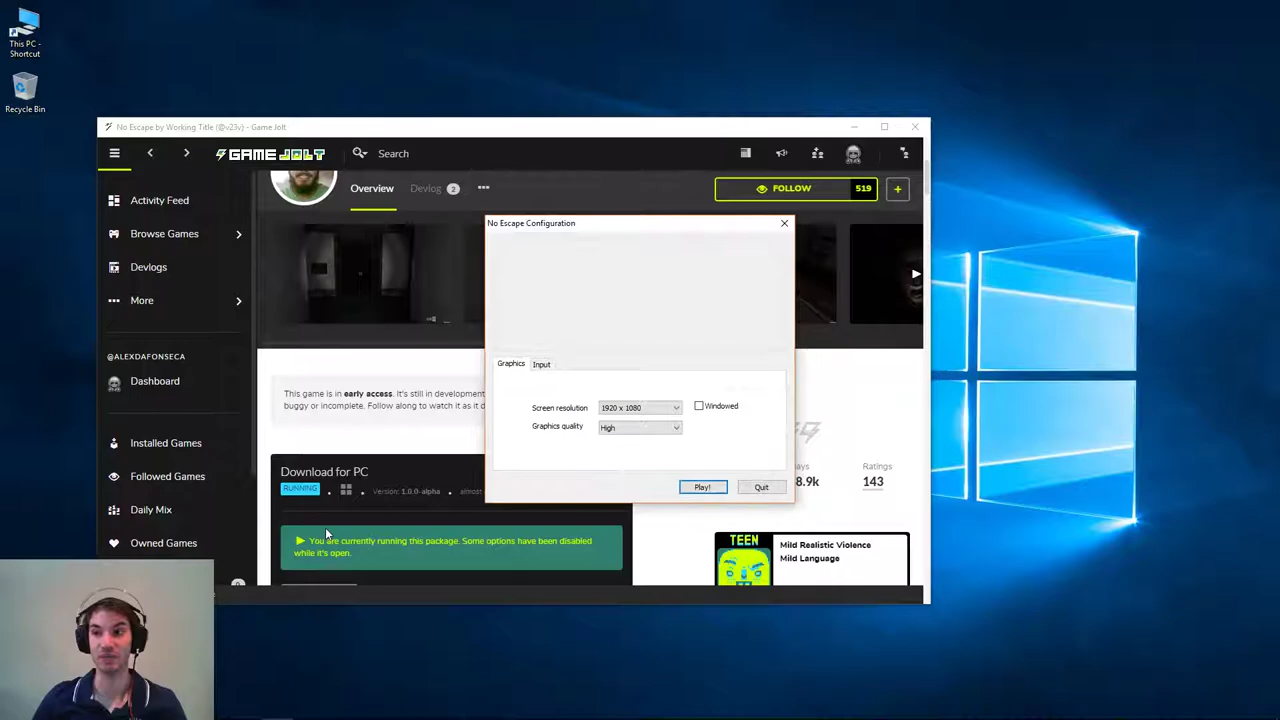 This PC -
Shortcut
Recycle Bin
No Escape by Working Title (@v23v) - Game Jolt
GAME JOLT
Search
Activity Feed
Browse Games
Devlogs
More
@ALEXDAFONSECA
Dashboard
Installed Games
Followed Games
Daily Mix
Owned Games
Overview
Devlog 2
FOLLOW 519
This game is in early access. It's still in development
buggy or incomplete. Follow along to watch it as it d
Download for PC
RUNNING
Version: 1.0.0-alpha
almost
You are currently running this package. Some options have been disabled
while it's open.
No Escape Configuration
Graphics
Input
Screen resolution
1920 x 1080
Windowed
Graphics quality
High
Play!
Quit
8.9k
Ratings
143
TEEN
Mild Realistic Violence
Mild Language